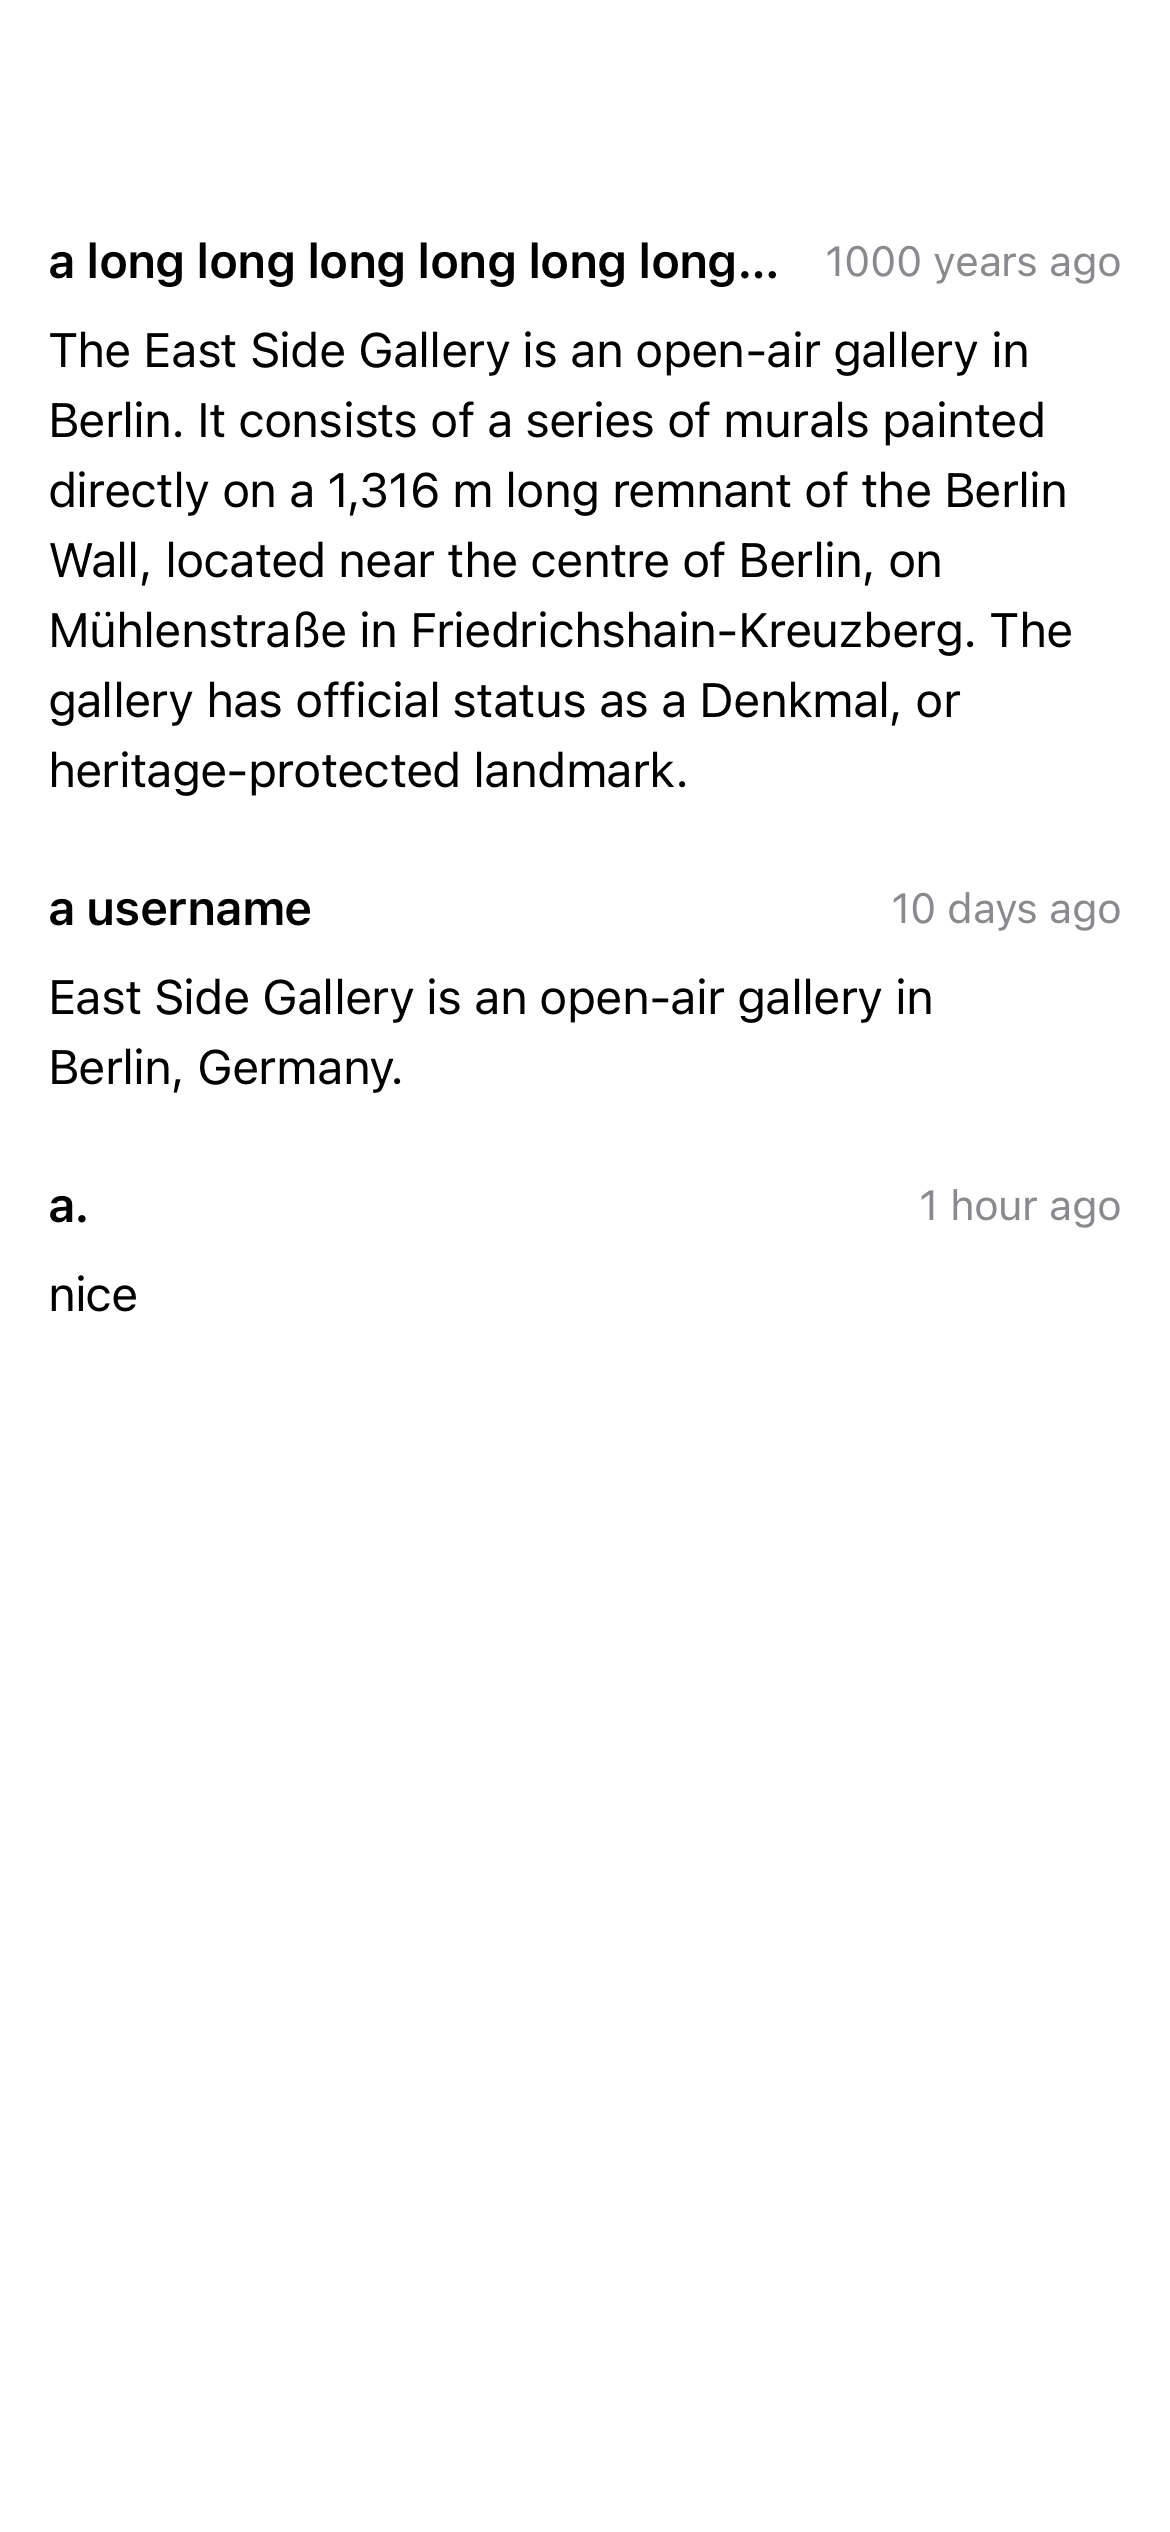 a long long long long long long... 1000 years ago
The East Side Gallery is an open-air gallery in
Berlin. It consists of a series of murals painted
directly on a 1,316 m long remnant of the Berlin
Wall, located near the centre of Berlin, on
Mühlenstraße in Friedrichshain-Kreuzberg. The
gallery has official status as a Denkmal, or
heritage-protected landmark.
a username 10 days ago
East Side Gallery is an open-air gallery in
Berlin, Germany.
a. 1 hour ago
nice